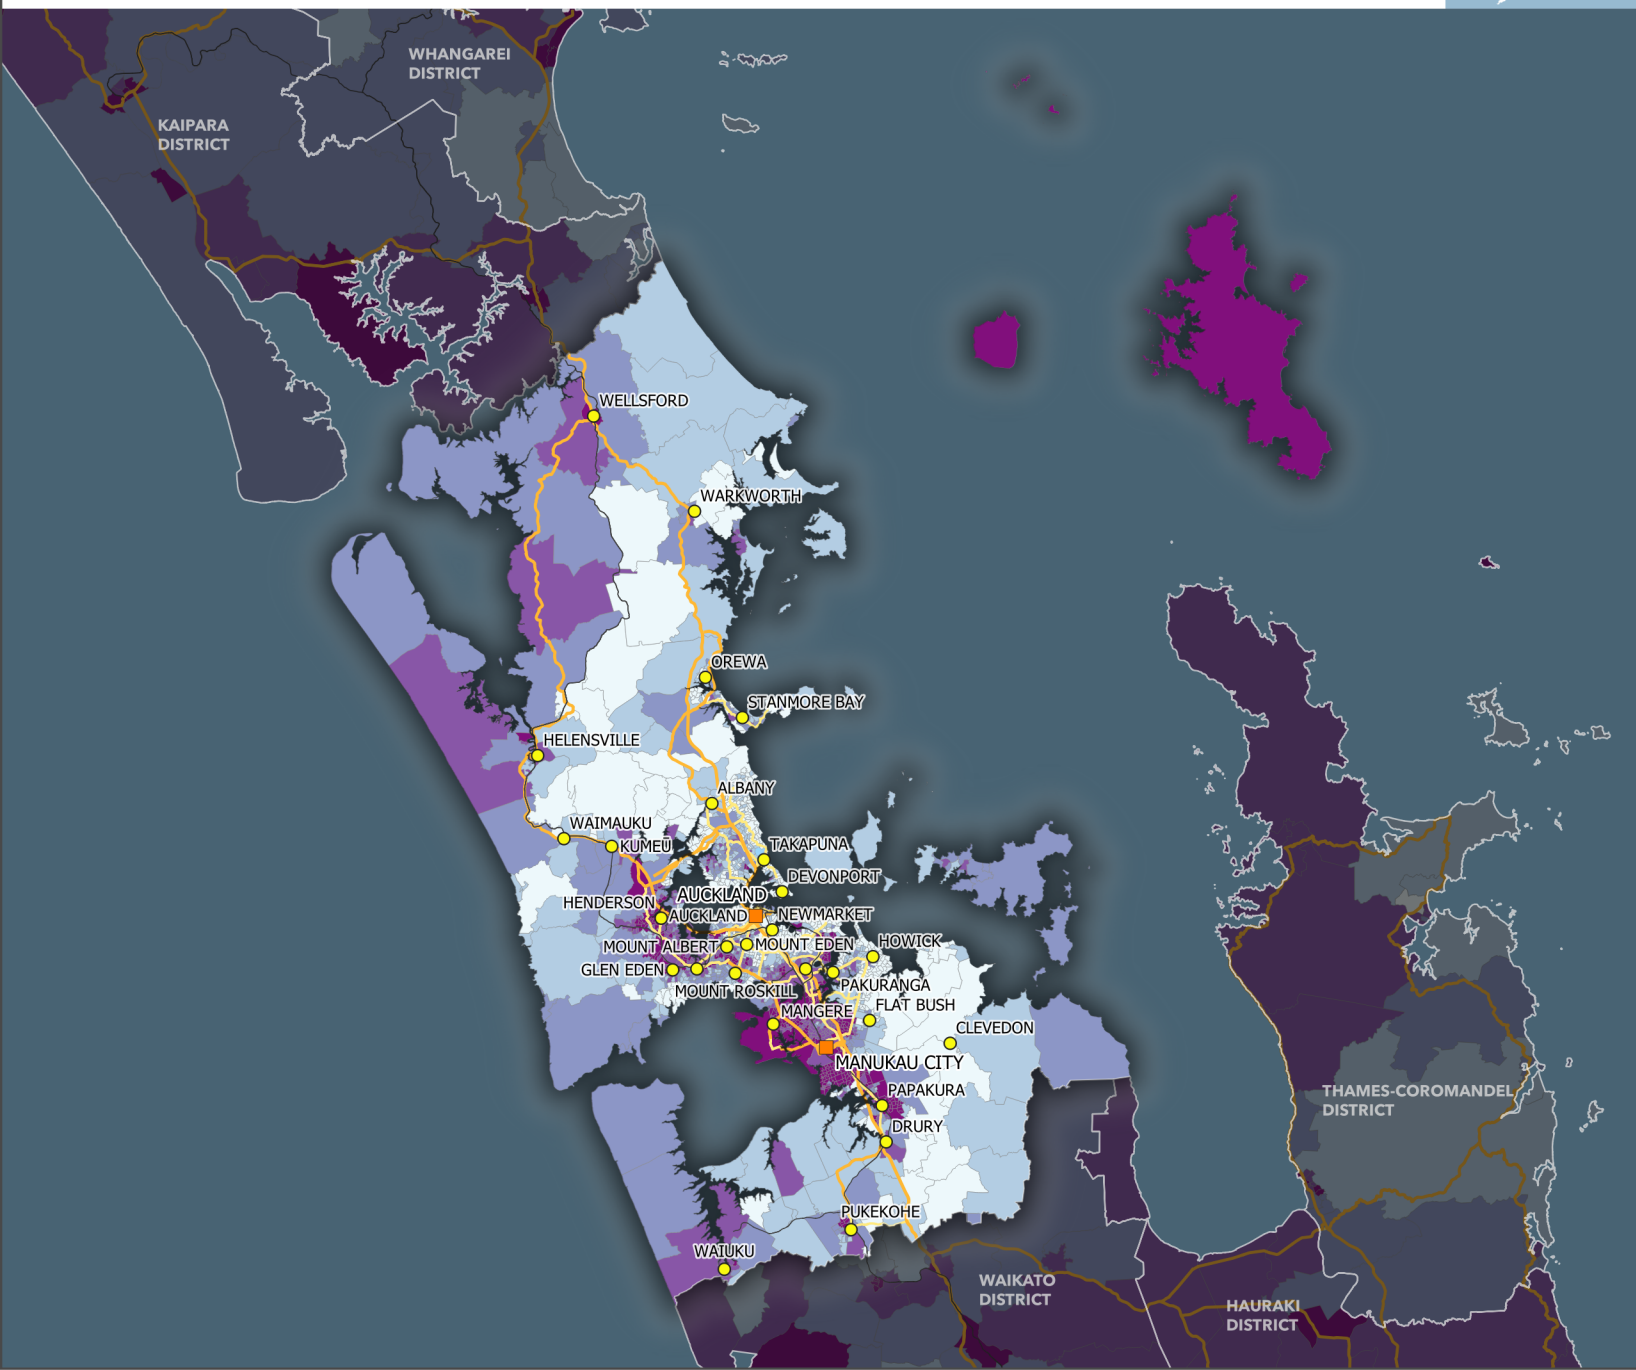 WHANGAREI
DISTRICT
KAIPARA
DISTRICT
WELLSFORD
WARKWORTH
OREWA
STANMORE BAY
HELENSVILLE
ALBANY
WAIMAUKU
KUMEŪ
TAKAPUNA
DEVONPORT
AUCKLAND
HENDERSON
AUCKLAND
NEWMARKET
MOUNT ALBERT
MOUNT EDEN
HOWICK
GLEN EDEN
MOUNT ROSKILL
PAKURANGA
FLAT BUSH
MANGERE
CLEVEDON
MANUKAU CITY
PAPAKURA
THAMES-COROMANDEL
DISTRICT
DRURY
PUKEKOHE
WAIUKU
WAIKATO
DISTRICT
HAURAKI
DISTRICT